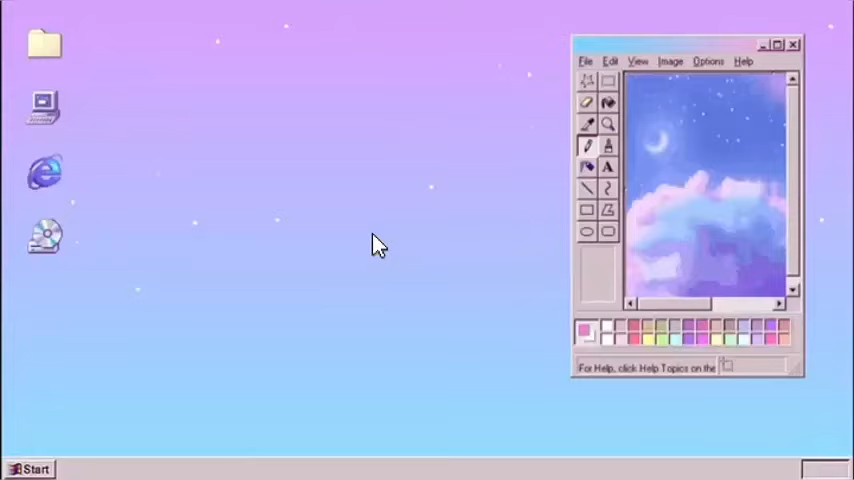 File Edit View Image Options Help
A
For Help, click Help Topics on the
Start